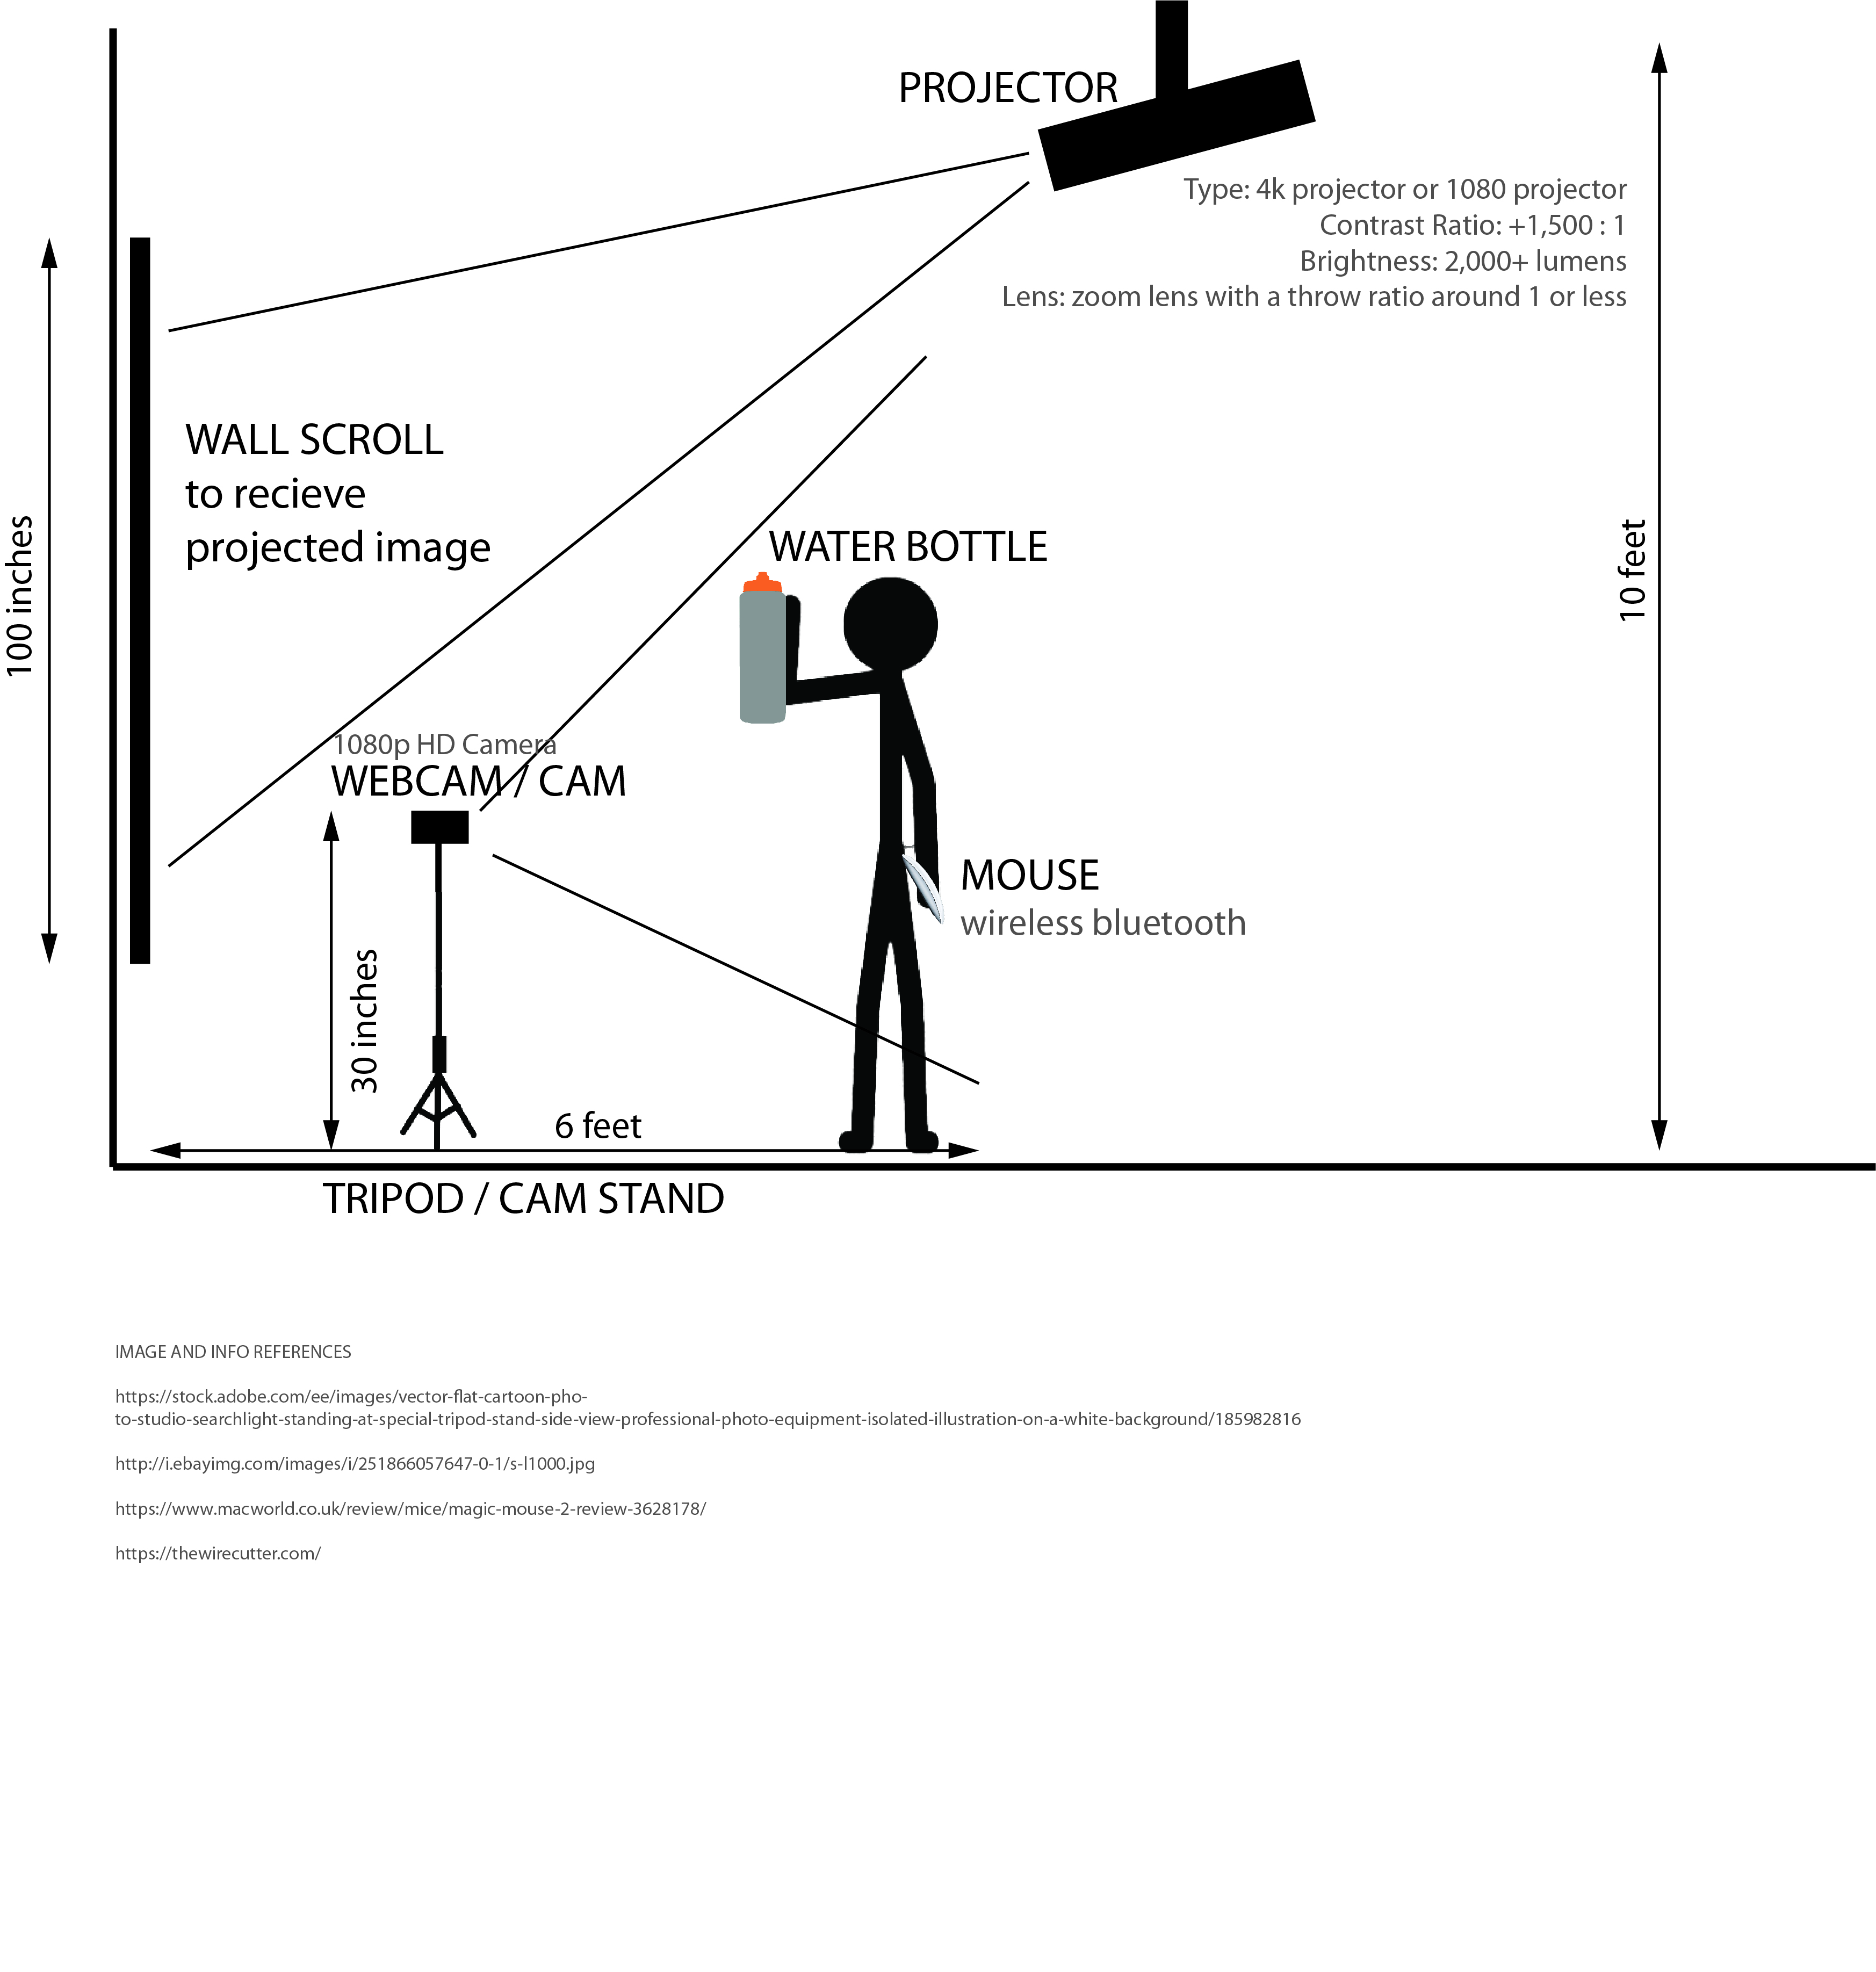 PROJECTOR
Type: 4k projector or 1080 projector
Contrast Ratio: +1,500 : 1
Brightness: 2,000+ lumens
Lens: zoom lens with a throw ratio around 1 or less
WALL SCROLL
to recieve
projected image
100 inches
10 feet
WATER BOTTLE
1080p HD Camera
WEBCAM / CAM
MOUSE
wireless bluetooth
30 inches
6 feet
TRIPOD / CAM STAND
IMAGE AND INFO REFERENCES
https://stock.adobe.com/ee/images/vector-flat-cartoon-pho-
to-studio-searchlight-standing-at-special-tripod-stand-side-view-professional-photo-equipment-isolated-illustration-on-a-white-background/185982816
http://i.ebayimg.com/images/i/251866057647-0-1/s-l1000.jpg
https://www.macworld.co.uk/review/mice/magic-mouse-2-review-3628178/
https://thewirecutter.com/